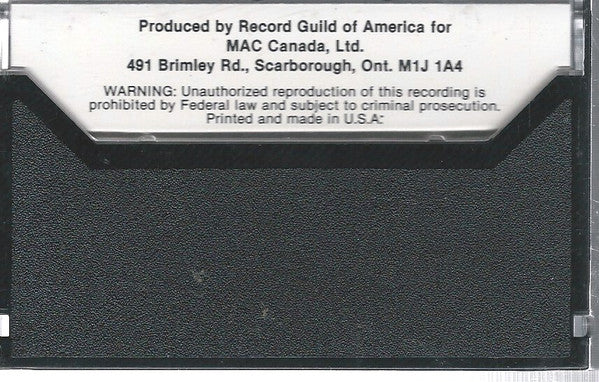 Produced by Record Guild of America for
MAC Canada, Ltd.
491 Brimley Rd., Scarborough, Ont. M1J 1A4
WARNING: Unauthorized reproduction of this recording is
prohibited by Federal law and subject to criminal prosecution.
Printed and made in U.S.A.